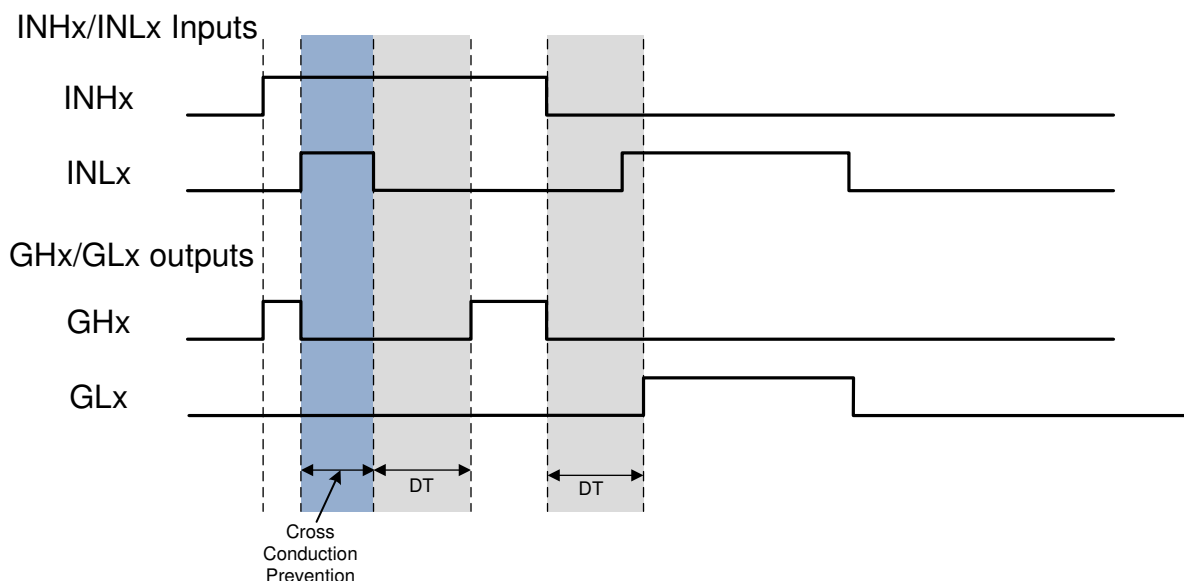 INHx/INLx Inputs
INHx
INLx
GHx/GLx outputs
GHx
GLx
DT
DT
Cross
Conduction
Prevention